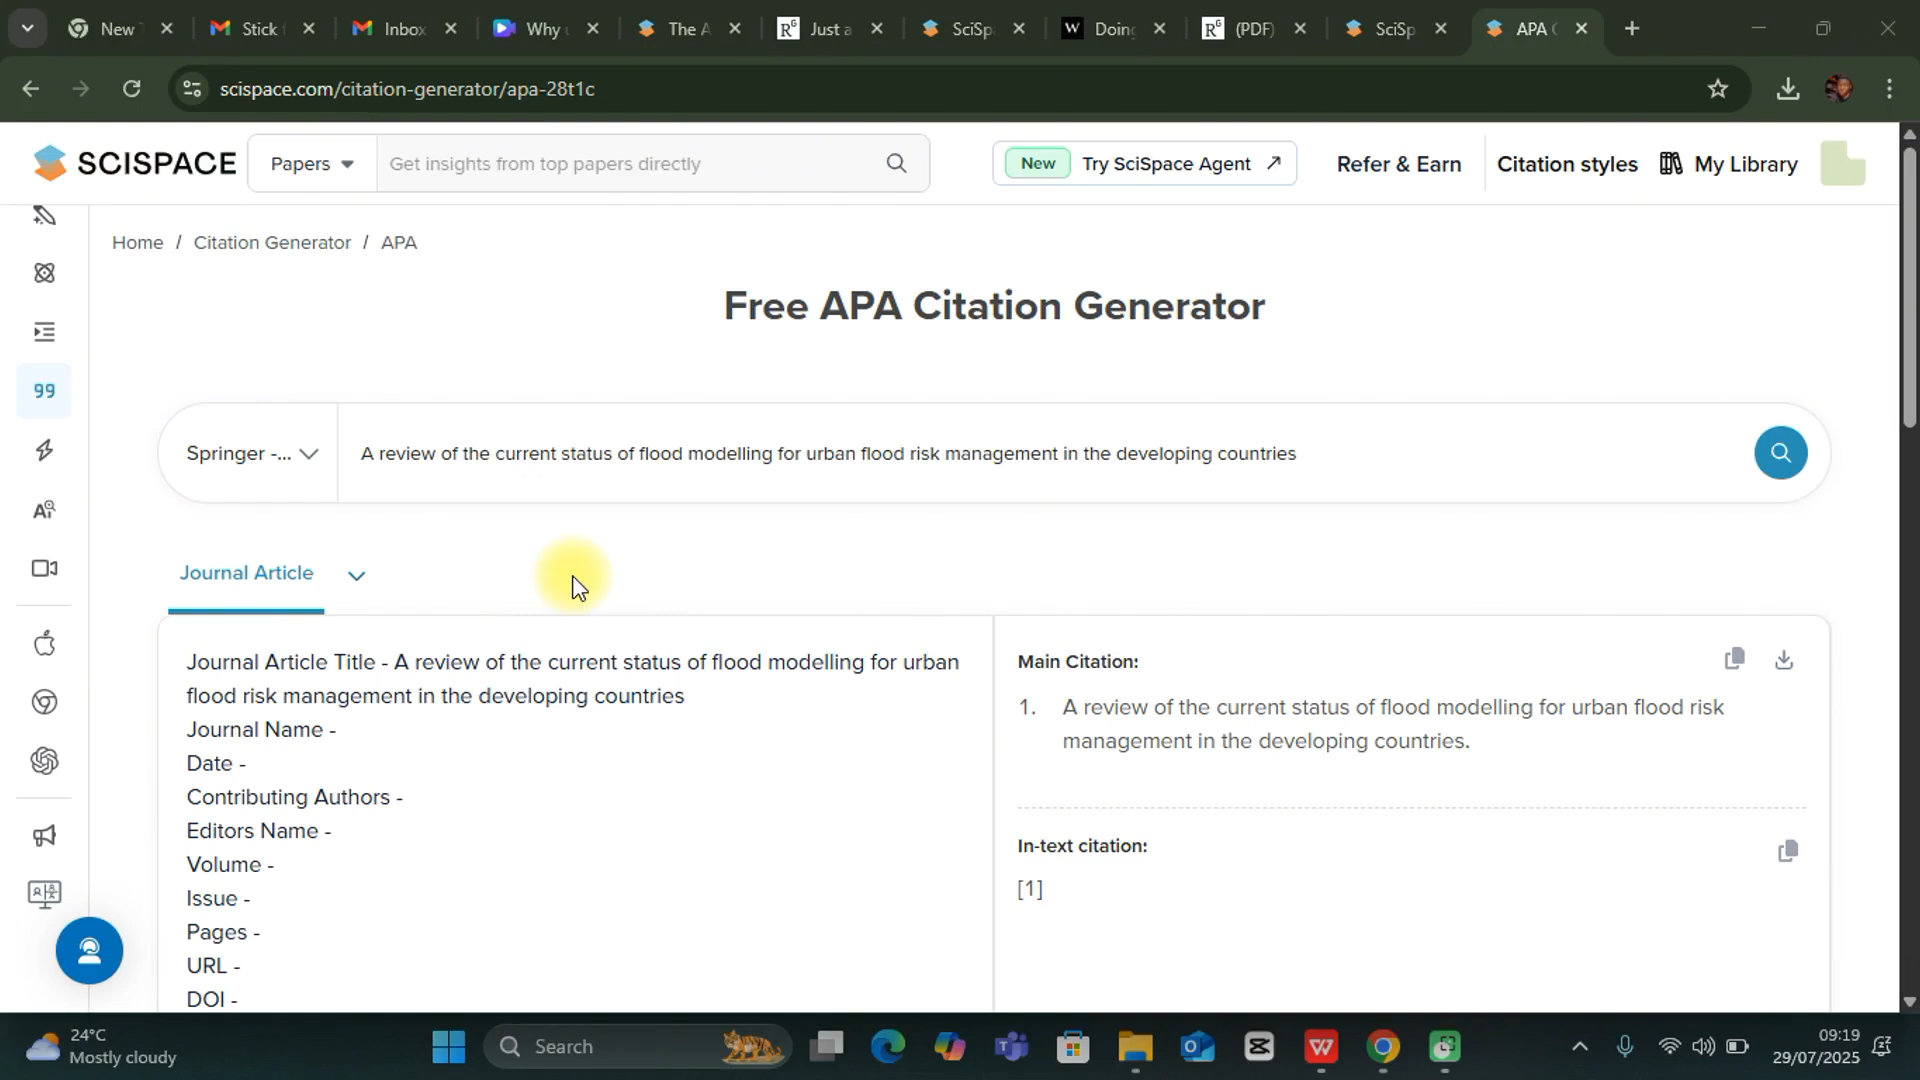 New
Stick
Inbox
Why
The A
Just a
SciSp
Doing
(PDF)
SciSp
APA
scispace.com/citation-generator/apa-28t1c
SCISPACE
Papers
Get insights from top papers directly
New
Try SciSpace Agent
Refer & Earn
Citation styles
My Library
Home / Citation Generator / APA
Free APA Citation Generator
Springer -...
A review of the current status of flood modelling for urban flood risk management in the developing countries
Journal Article
Journal Article Title - A review of the current status of flood modelling for urban
flood risk management in the developing countries
Journal Name -
Date -
Contributing Authors -
Editors Name -
Volume -
Issue -
Pages -
URL -
DOI -
Main Citation:
1. A review of the current status of flood modelling for urban flood risk
management in the developing countries.
In-text citation:
[1]
24°C
Mostly cloudy
Search
09:19
29/07/2025